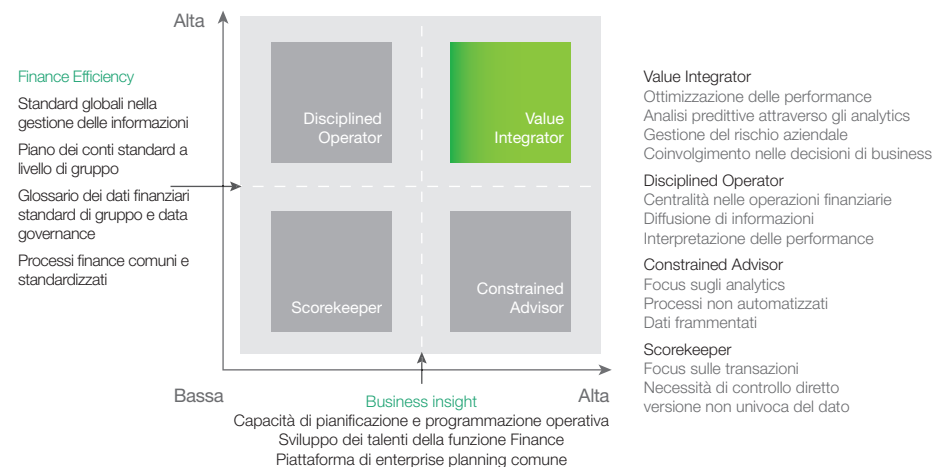 Alta
Finance Efficiency
Standard globali nella
gestione delle informazioni
Piano dei conti standard a
livello di gruppo
Glossario dei dati finanziari
standard di gruppo e data
governance
Processi finance comuni e
standardizzati
Disciplined
Operator
Value
Integrator
Scorekeeper
Constrained
Advisor
Bassa
Alta
Business insight
Capacità di pianificazione e programmazione operativa
Sviluppo dei talenti della funzione Finance
Piattaforma di enterprise planning comune
Value Integrator
Ottimizzazione delle performance
Analisi predittive attraverso gli analytics
Gestione del rischio aziendale
Coinvolgimento nelle decisioni di business
Disciplined Operator
Centralità nelle operazioni finanziarie
Diffusione di informazioni
Interpretazione delle performance
Constrained Advisor
Focus sugli analytics
Processi non automatizzati
Dati frammentati
Scorekeeper
Focus sulle transazioni
Necessità di controllo diretto
versione non univoca del dato